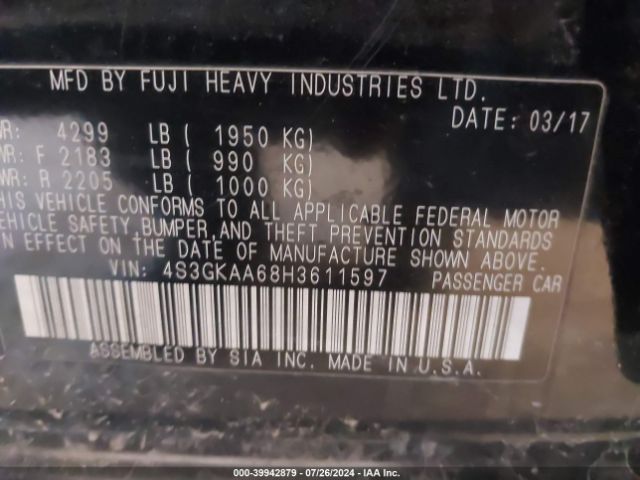 MFD BY FUJI HEAVY INDUSTRIES LTD.
DATE: 03/17
WR: 4299 LB ( 1950 KG)
WR: F 2183 LB ( 990 KG)
WR: R 2205 LB ( 1000 KG)
HIS VEHICLE CONFORMS TO ALL APPLICABLE FEDERAL MOTOR
EHICLE SAFETY,BUMPER,AND THEFT PREVENTION STANDARDS
N EFFECT ON THE DATE OF MANUFACTURE SHOWN ABOVE.
VIN: 4S3GKAA68H3611597 PASSENGER CAR
ASSEMBLED BY SIA INC. MADE IN U.S.A.
000-39942879 | 07/26/2024 | IAA Inc.